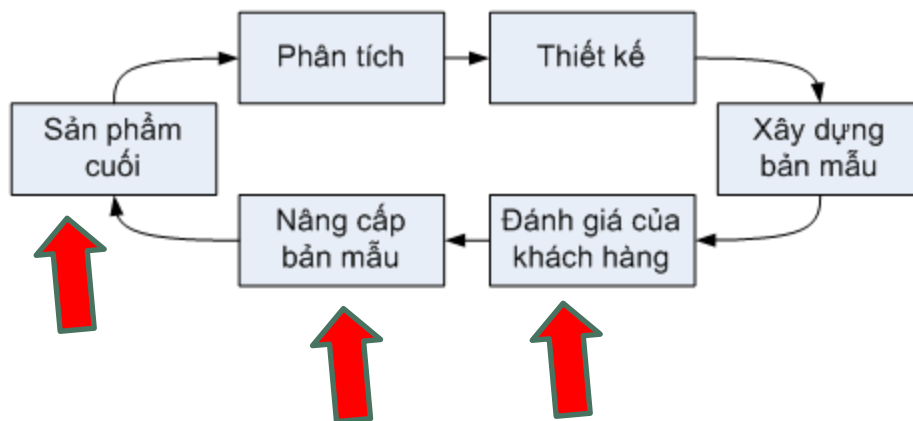 Phân tích
Thiết kế
Xây dựng
bản mẫu
Đánh giá của
khách hàng
Nâng cấp
bản mẫu
Sản phẩm
cuối